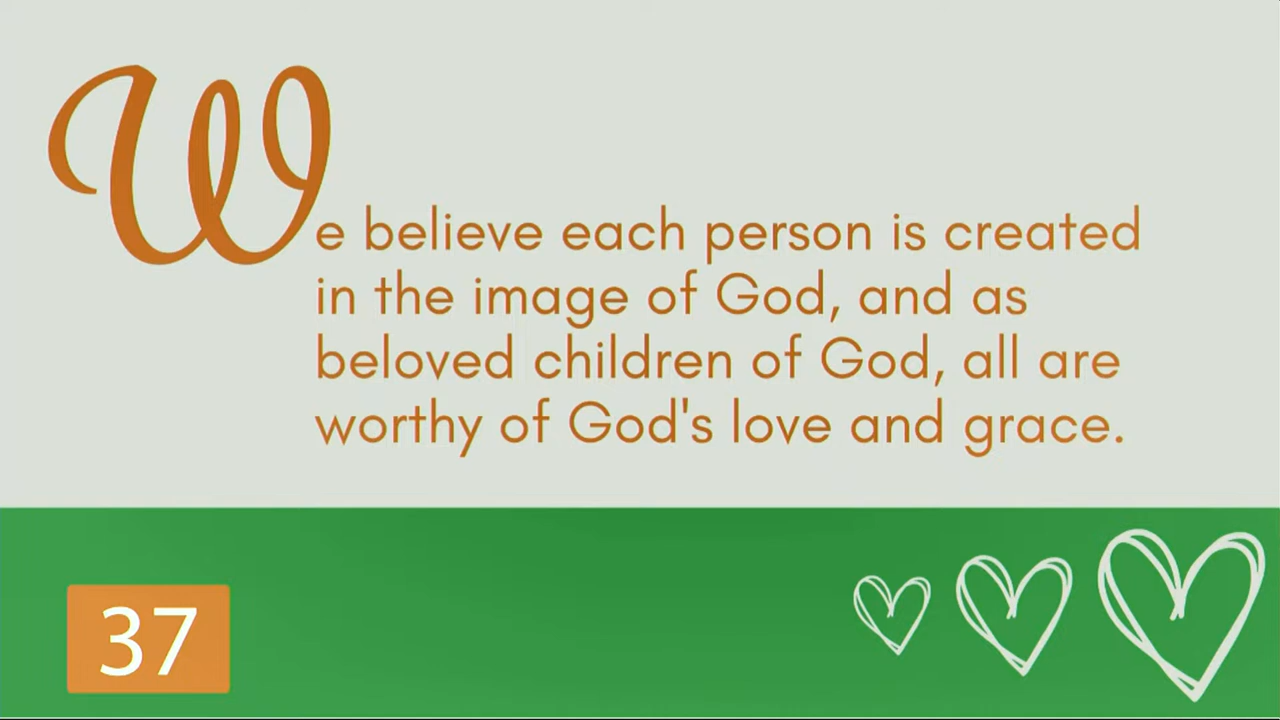 We believe each person is created
in the image of God, and as
beloved children of God, all are
worthy of God's love and grace.
37